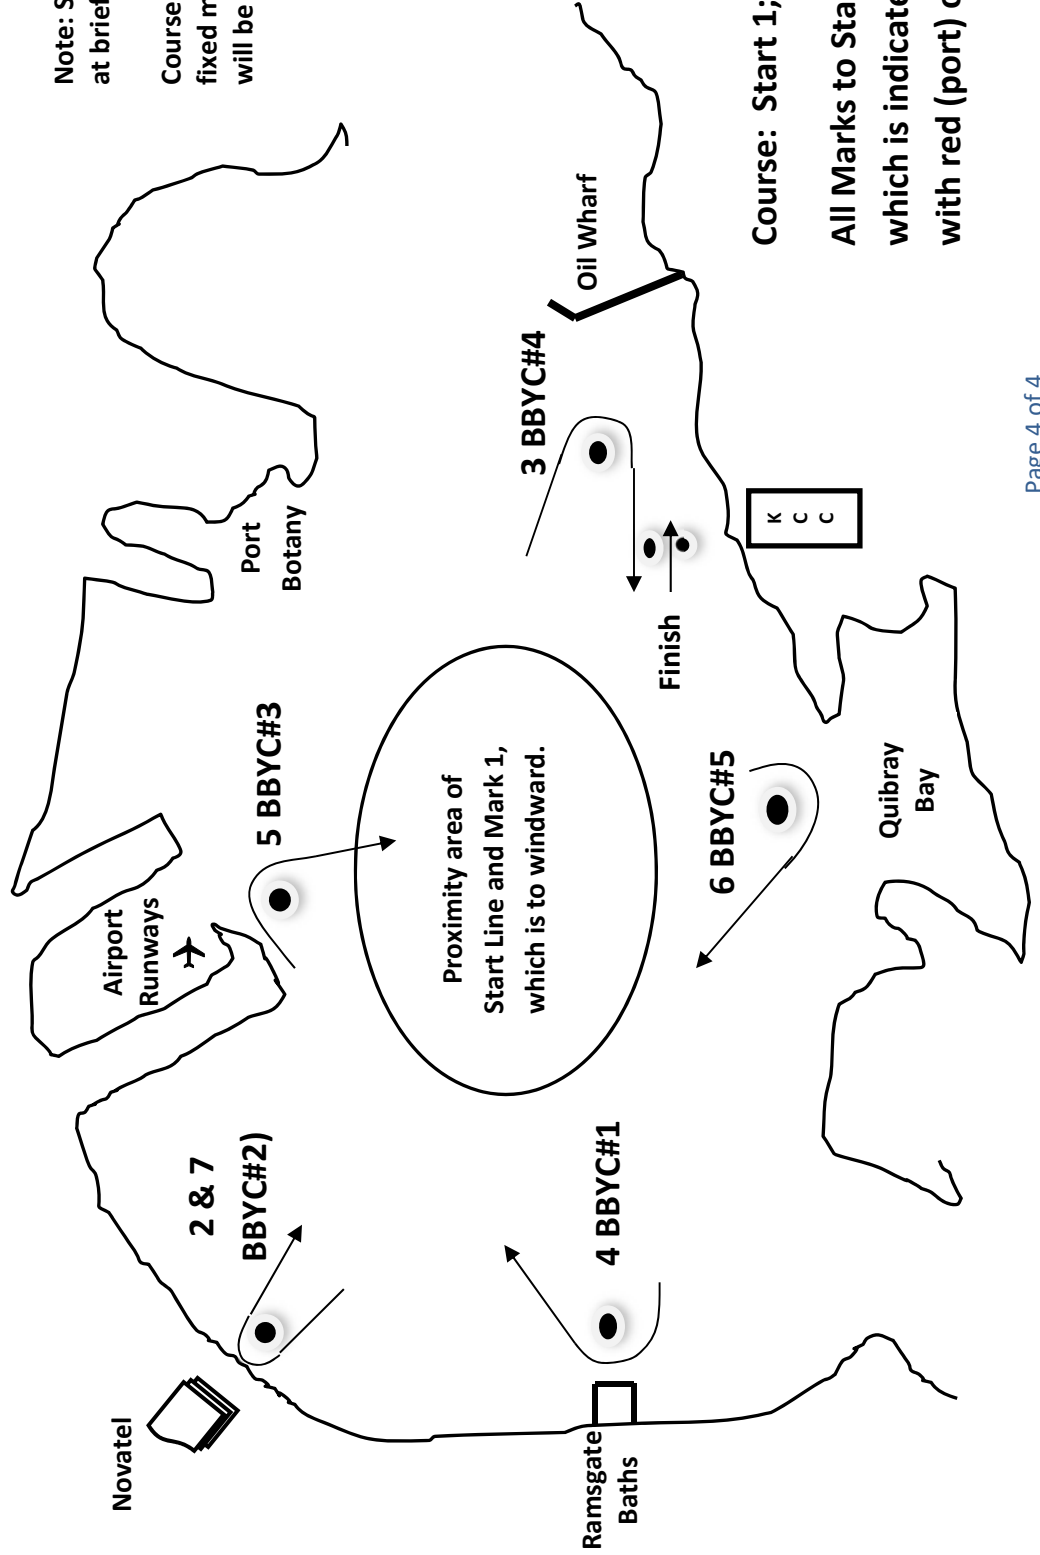 Note: S
at brief
Course
fixed m
will be
Novatel
2 & 7
BBYC#2)
Airport
Runways
5 BBYC#3
Port
Botany
Proximity area of
Start Line and Mark 1,
which is to windward.
3 BBYC#4
Oil Wharf
Ramsgate
Baths
4 BBYC#1
Finish
6 BBYC#5
K
C
C
Quibray
Bay
Course: Start 1;
All Marks to Sta
which is indicate
with red (port)
Page 4 of 4